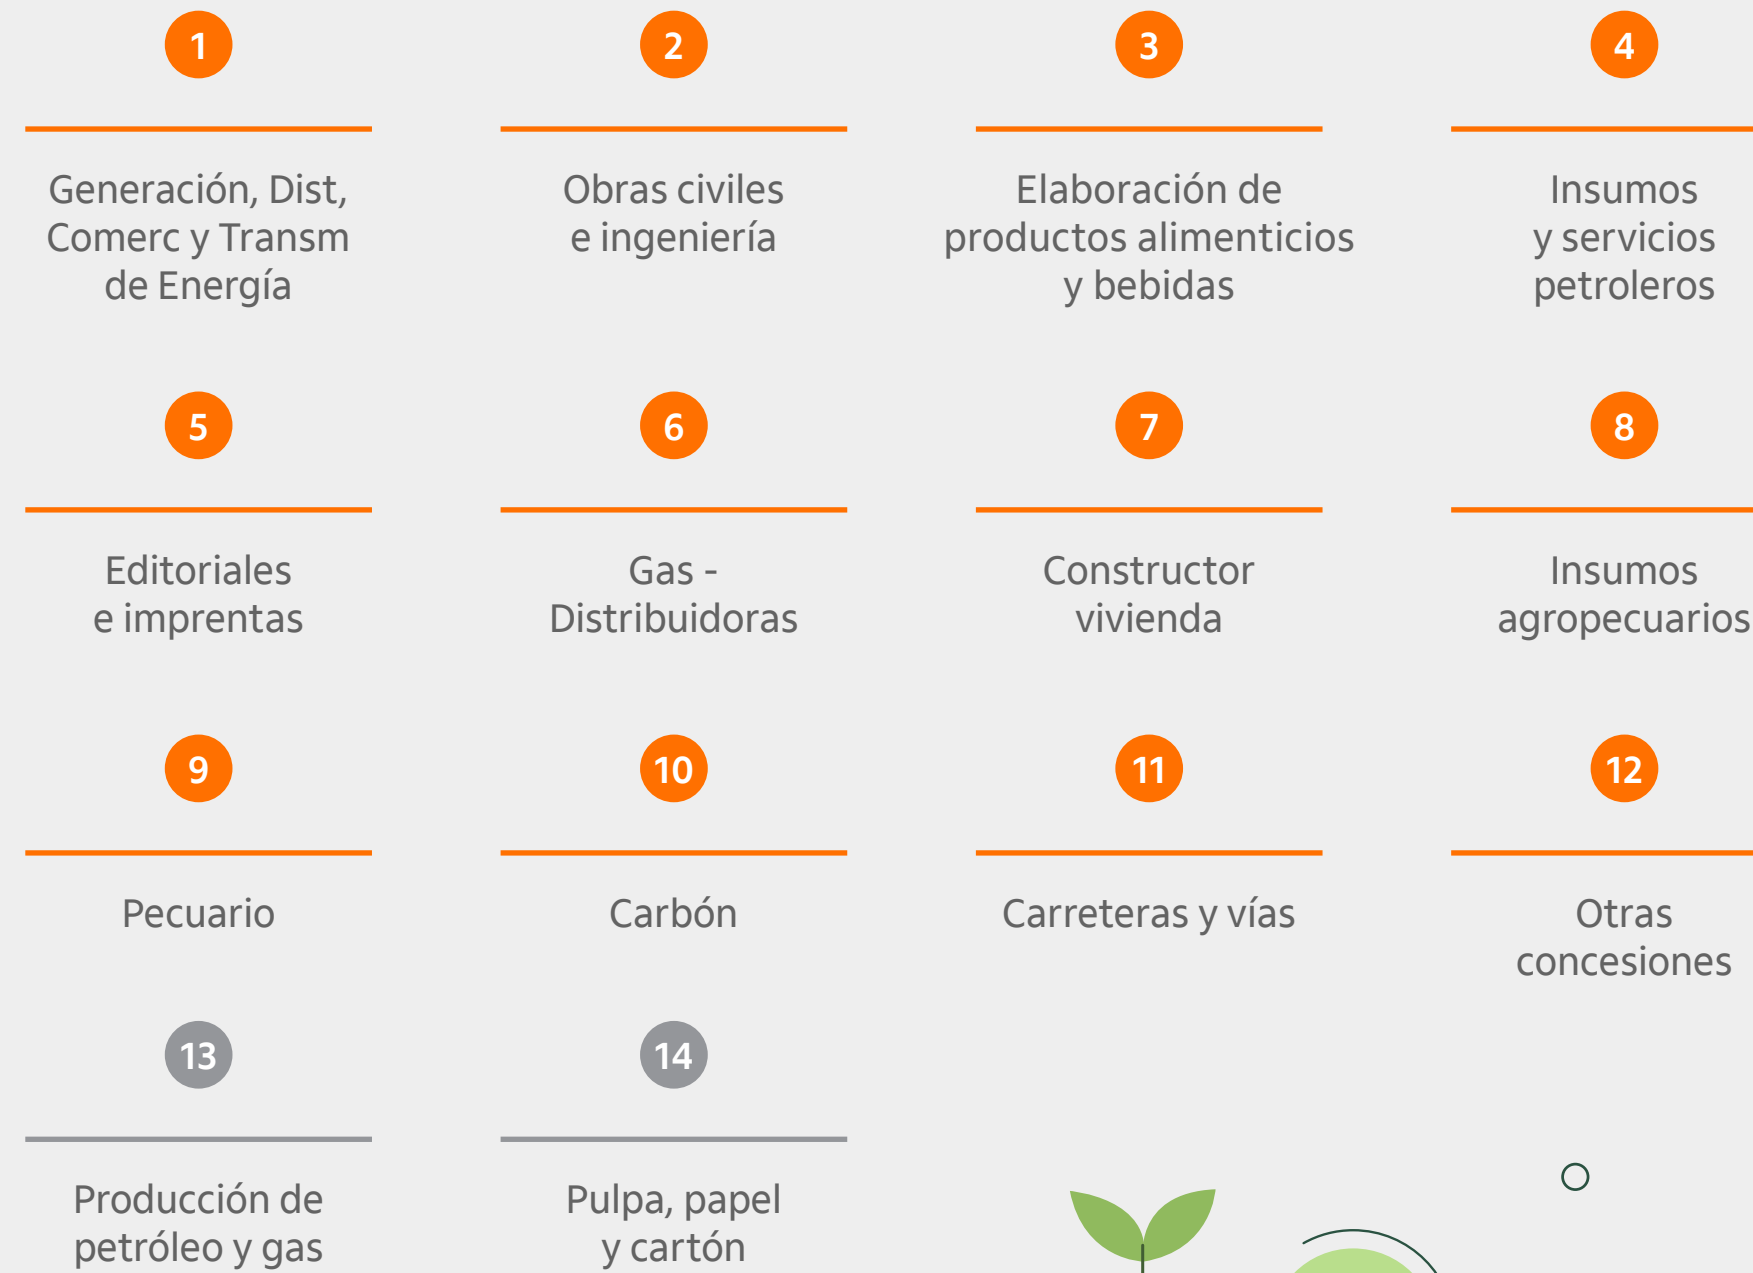 1
Generación, Dist,
Comerc y Transm
de Energía
2
Obras civiles
e ingeniería
3
Elaboración de
productos alimenticios
y bebidas
4
Insumos
y servicios
petroleros
5
Editoriales
e imprentas
6
Gas -
Distribuidoras
7
Constructor
vivienda
8
Insumos
agropecuarios
9
Pecuario
10
Carbón
11
Carreteras y vías
12
Otras
concesiones
13
Producción de
petróleo y gas
14
Pulpa, papel
y cartón